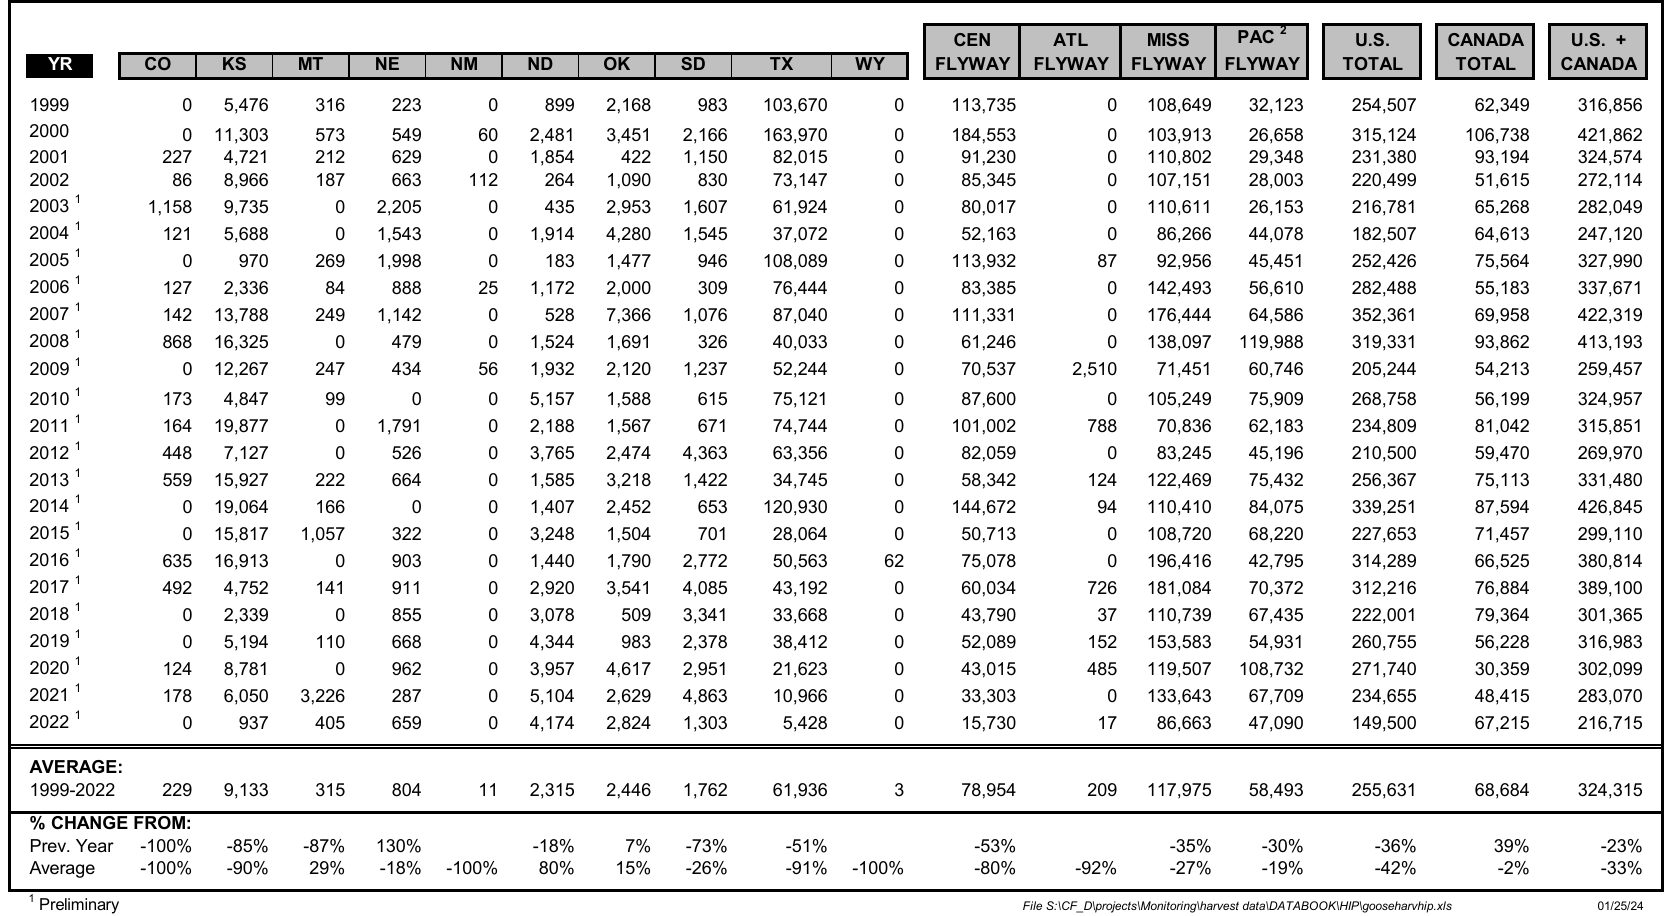 CEN ATL MISS PAC 2 U.S. CANADA U.S. +
YR CO KS MT NE NM ND OK SD TX WY FLYWAY FLYWAY FLYWAY FLYWAY TOTAL TOTAL CANADA
1999 0 5,476 316 223 0 899 2,168 983 103,670 0 113,735 0 108,649 32,123 254,507 62,349 316,856
2000 0 11,303 573 549 60 2,481 3,451 2,166 163,970 0 184,553 0 103,913 26,658 315,124 106,738 421,862
2001 227 4,721 212 629 0 1,854 422 1,150 82,015 0 91,230 0 110,802 29,348 231,380 93,194 324,574
2002 86 8,966 187 663 112 264 1,090 830 73,147 0 85,345 0 107,151 28,003 220,499 51,615 272,114
2003 1 1,158 9,735 0 2,205 0 435 2,953 1,607 61,924 0 80,017 0 110,611 26,153 216,781 65,268 282,049
2004 1 121 5,688 0 1,543 0 1,914 4,280 1,545 37,072 0 52,163 0 86,266 44,078 182,507 64,613 247,120
2005 1 0 970 269 1,998 0 183 1,477 946 108,089 0 113,932 87 92,956 45,451 252,426 75,564 327,990
2006 1 127 2,336 84 888 25 1,172 2,000 309 76,444 0 83,385 0 142,493 56,610 282,488 55,183 337,671
2007 1 142 13,788 249 1,142 0 528 7,366 1,076 87,040 0 111,331 0 176,444 64,586 352,361 69,958 422,319
2008 1 868 16,325 0 479 0 1,524 1,691 326 40,033 0 61,246 0 138,097 119,988 319,331 93,862 413,193
2009 1 0 12,267 247 434 56 1,932 2,120 1,237 52,244 0 70,537 2,510 71,451 60,746 205,244 54,213 259,457
2010 1 173 4,847 99 0 0 5,157 1,588 615 75,121 0 87,600 0 105,249 75,909 268,758 56,199 324,957
2011 1 164 19,877 0 1,791 0 2,188 1,567 671 74,744 0 101,002 788 70,836 62,183 234,809 81,042 315,851
2012 1 448 7,127 0 526 0 3,765 2,474 4,363 63,356 0 82,059 0 83,245 45,196 210,500 59,470 269,970
2013 1 559 15,927 222 664 0 1,585 3,218 1,422 34,745 0 58,342 124 122,469 75,432 256,367 75,113 331,480
2014 1 0 19,064 166 0 0 1,407 2,452 653 120,930 0 144,672 94 110,410 84,075 339,251 87,594 426,845
2015 1 0 15,817 1,057 322 0 3,248 1,504 701 28,064 0 50,713 0 108,720 68,220 227,653 71,457 299,110
2016 1 635 16,913 0 903 0 1,440 1,790 2,772 50,563 62 75,078 0 196,416 42,795 314,289 66,525 380,814
2017 1 492 4,752 141 911 0 2,920 3,541 4,085 43,192 0 60,034 726 181,084 70,372 312,216 76,884 389,100
2018 1 0 2,339 0 855 0 3,078 509 3,341 33,668 0 43,790 37 110,739 67,435 222,001 79,364 301,365
2019 1 0 5,194 110 668 0 4,344 983 2,378 38,412 0 52,089 152 153,583 54,931 260,755 56,228 316,983
2020 1 124 8,781 0 962 0 3,957 4,617 2,951 21,623 0 43,015 485 119,507 108,732 271,740 30,359 302,099
2021 1 178 6,050 3,226 287 0 5,104 2,629 4,863 10,966 0 33,303 0 133,643 67,709 234,655 48,415 283,070
2022 1 0 937 405 659 0 4,174 2,824 1,303 5,428 0 15,730 17 86,663 47,090 149,500 67,215 216,715
AVERAGE:
1999-2022 229 9,133 315 804 11 2,315 2,446 1,762 61,936 3 78,954 209 117,975 58,493 255,631 68,684 324,315
% CHANGE FROM:
Prev. Year -100% -85% -87% 130% -18% 7% -73% -51% -53% -35% -30% -36% 39% -23%
Average -100% -90% 29% -18% -100% 80% 15% -26% -91% -100% -80% -92% -27% -19% -42% -2% -33%
1 Preliminary File S:\CF_D\projects\Monitoring\harvest data\DATABOOK\HIP\gooseharvhip.xls 01/25/24